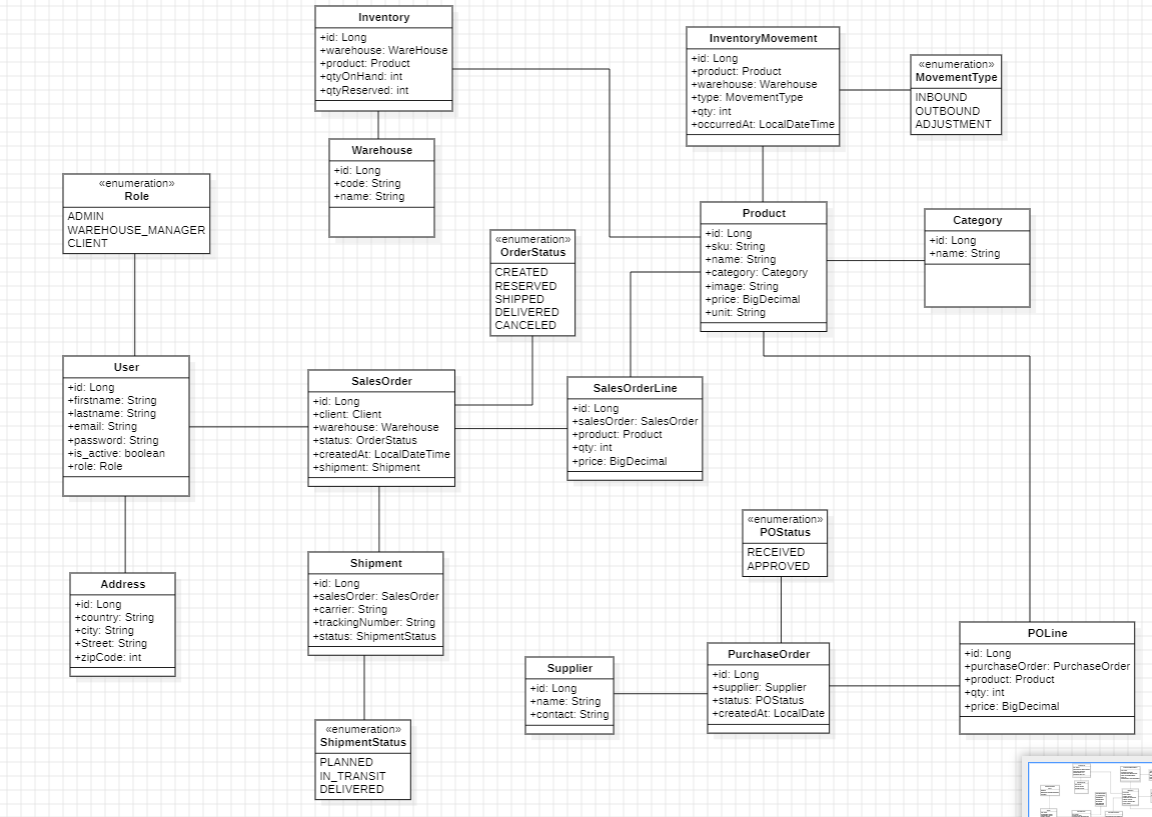 Inventory
+id: Long
+warehouse: WareHouse
+product: Product
+qtyOnHand: int
+qtyReserved: int
InventoryMovement
+id: Long
+product: Product
+warehouse: Warehouse
+type: MovementType
+qty: int
+occurredAt: LocalDateTime
«enumeration»
MovementType
INBOUND
OUTBOUND
ADJUSTMENT
Warehouse
+id: Long
+code: String
+name: String
«enumeration»
Role
ADMIN
WAREHOUSE_MANAGER
CLIENT
«enumeration»
OrderStatus
CREATED
RESERVED
SHIPPED
DELIVERED
CANCELED
Product
+id: Long
+sku: String
+name: String
+category: Category
+image: String
+price: BigDecimal
+unit: String
Category
+id: Long
+name: String
User
+id: Long
+firstname: String
+lastname: String
+email: String
+password: String
+is_active: boolean
+role: Role
SalesOrder
+id: Long
+client: Client
+warehouse: Warehouse
+status: OrderStatus
+createdAt: LocalDateTime
+shipment: Shipment
SalesOrderLine
+id: Long
+salesOrder: SalesOrder
+product: Product
+qty: int
+price: BigDecimal
Address
+id: Long
+country: String
+city: String
+Street: String
+zipCode: int
Shipment
+id: Long
+salesOrder: SalesOrder
+carrier: String
+trackingNumber: String
+status: ShipmentStatus
«enumeration»
POStatus
RECEIVED
APPROVED
Supplier
+id: Long
+name: String
+contact: String
PurchaseOrder
+id: Long
+supplier: Supplier
+status: POStatus
+createdAt: LocalDate
POLine
+id: Long
+purchaseOrder: PurchaseOrder
+product: Product
+qty: int
+price: BigDecimal
«enumeration»
ShipmentStatus
PLANNED
IN_TRANSIT
DELIVERED